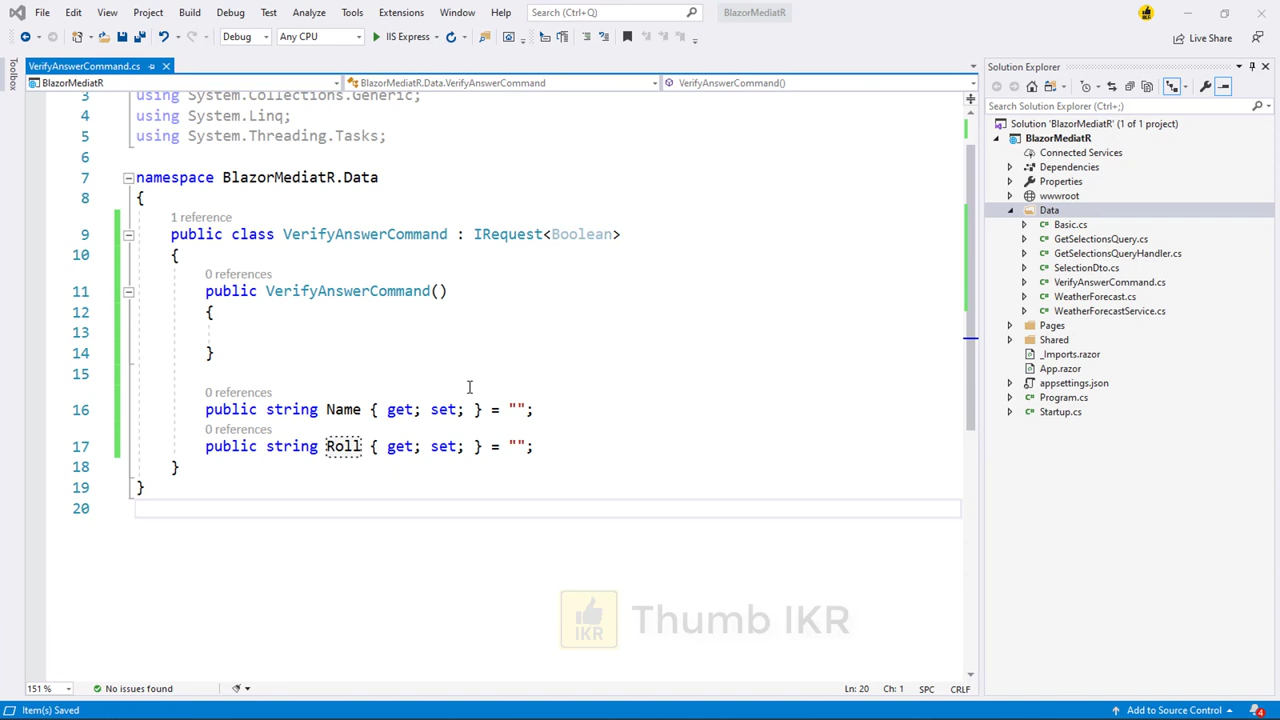 File Edit View Project Build Debug Test Analyze Tools Extensions Window Help Search (Ctrl+Q) BlazorMediatR
Debug Any CPU IIS Express Live Share
Toolbox
VerifyAnswerCommand.cs
BlazorMediatR BlazorMediatR.Data.VerifyAnswerCommand VerifyAnswerCommand()
3 using System.Collections.Generic;
4 using System.Linq;
5 using System.Threading.Tasks;
6
7 namespace BlazorMediatR.Data
8 {
1 reference
9 public class VerifyAnswerCommand : IRequest<Boolean>
10 {
0 references
11 public VerifyAnswerCommand()
12 {
13
14 }
15
0 references
16 public string Name { get; set; } = "";
0 references
17 public string Roll { get; set; } = "";
18 }
19 }
20
IKR Thumb IKR
151 % No issues found Ln: 20 Ch: 1 SPC CRLF
Item(s) Saved Add to Source Control 4
Solution Explorer
Search Solution Explorer (Ctrl+;)
Solution 'BlazorMediatR' (1 of 1 project)
BlazorMediatR
Connected Services
Dependencies
Properties
wwwroot
Data
Basic.cs
GetSelectionsQuery.cs
GetSelectionsQueryHandler.cs
SelectionDto.cs
VerifyAnswerCommand.cs
WeatherForecast.cs
WeatherForecastService.cs
Pages
Shared
_Imports.razor
App.razor
appsettings.json
Program.cs
Startup.cs